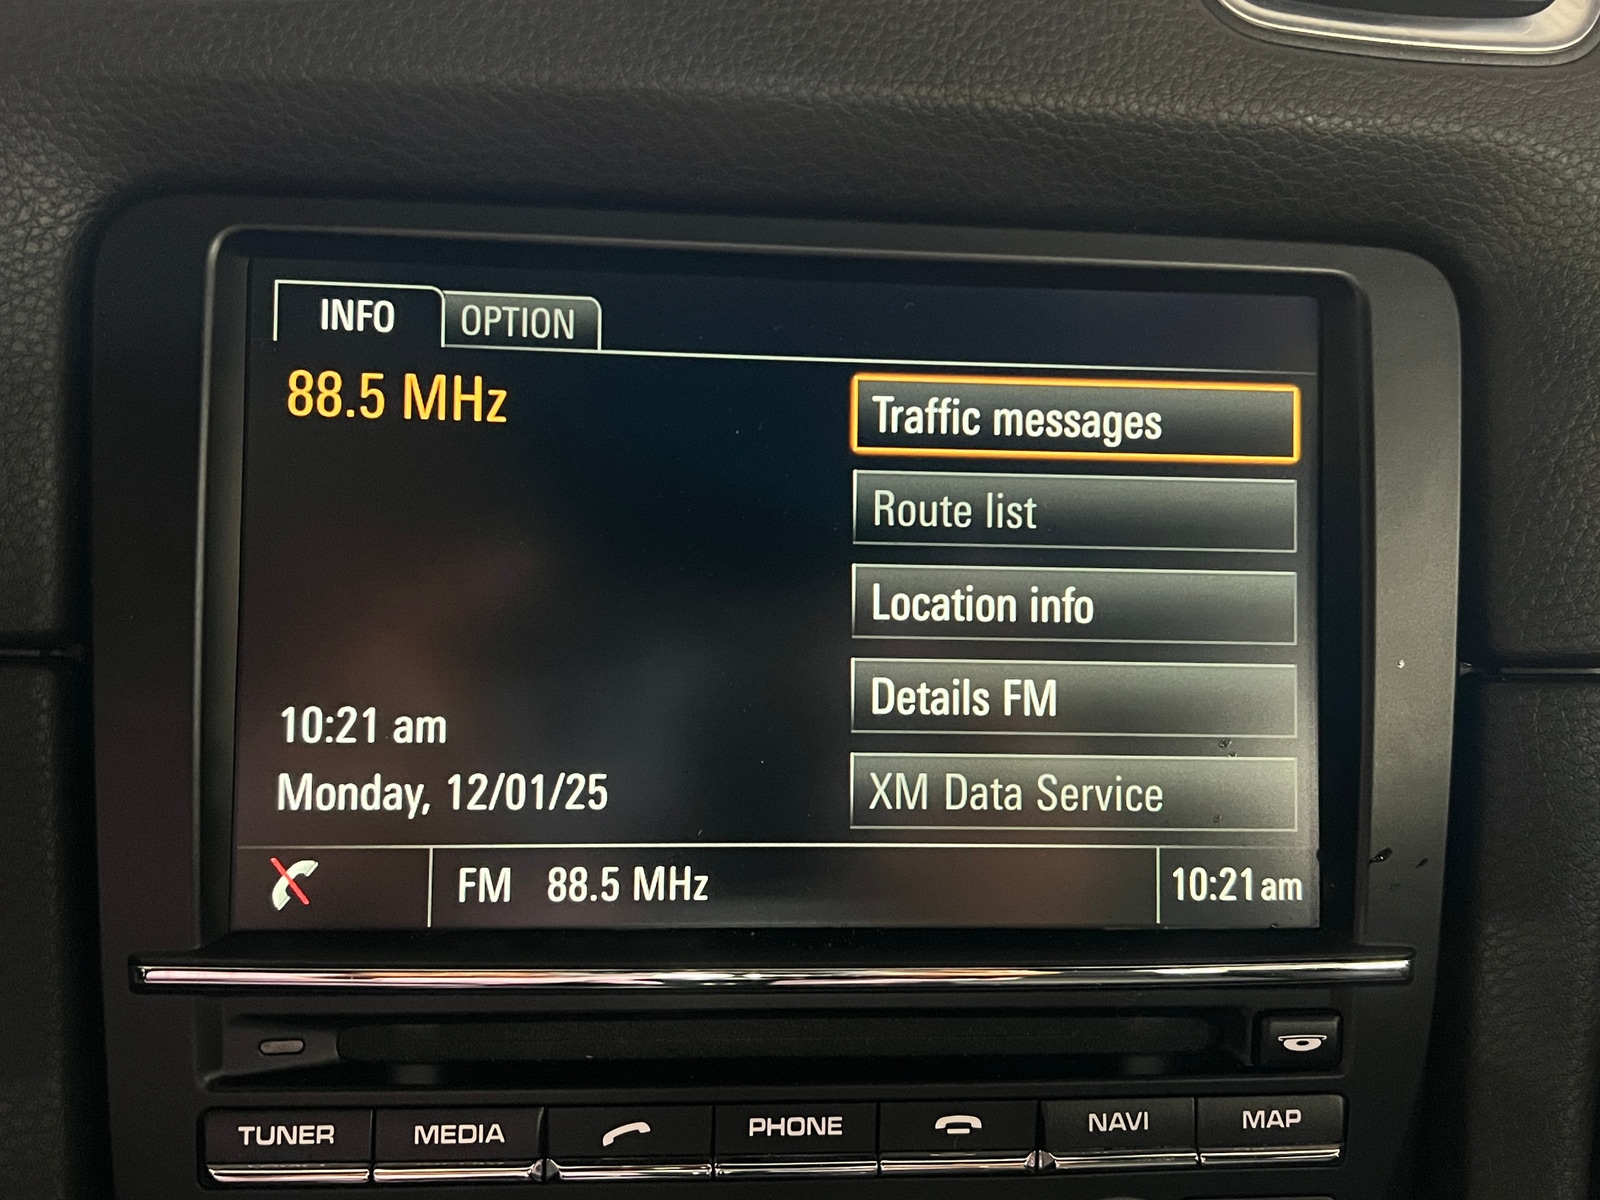 INFO
OPTION
88.5 MHz
Traffic messages
Route list
Location info
Details FM
XM Data Service
10:21 am
Monday, 12/01/25
FM 88.5 MHz
10:21 am
TUNER
MEDIA
PHONE
NAVI
MAP